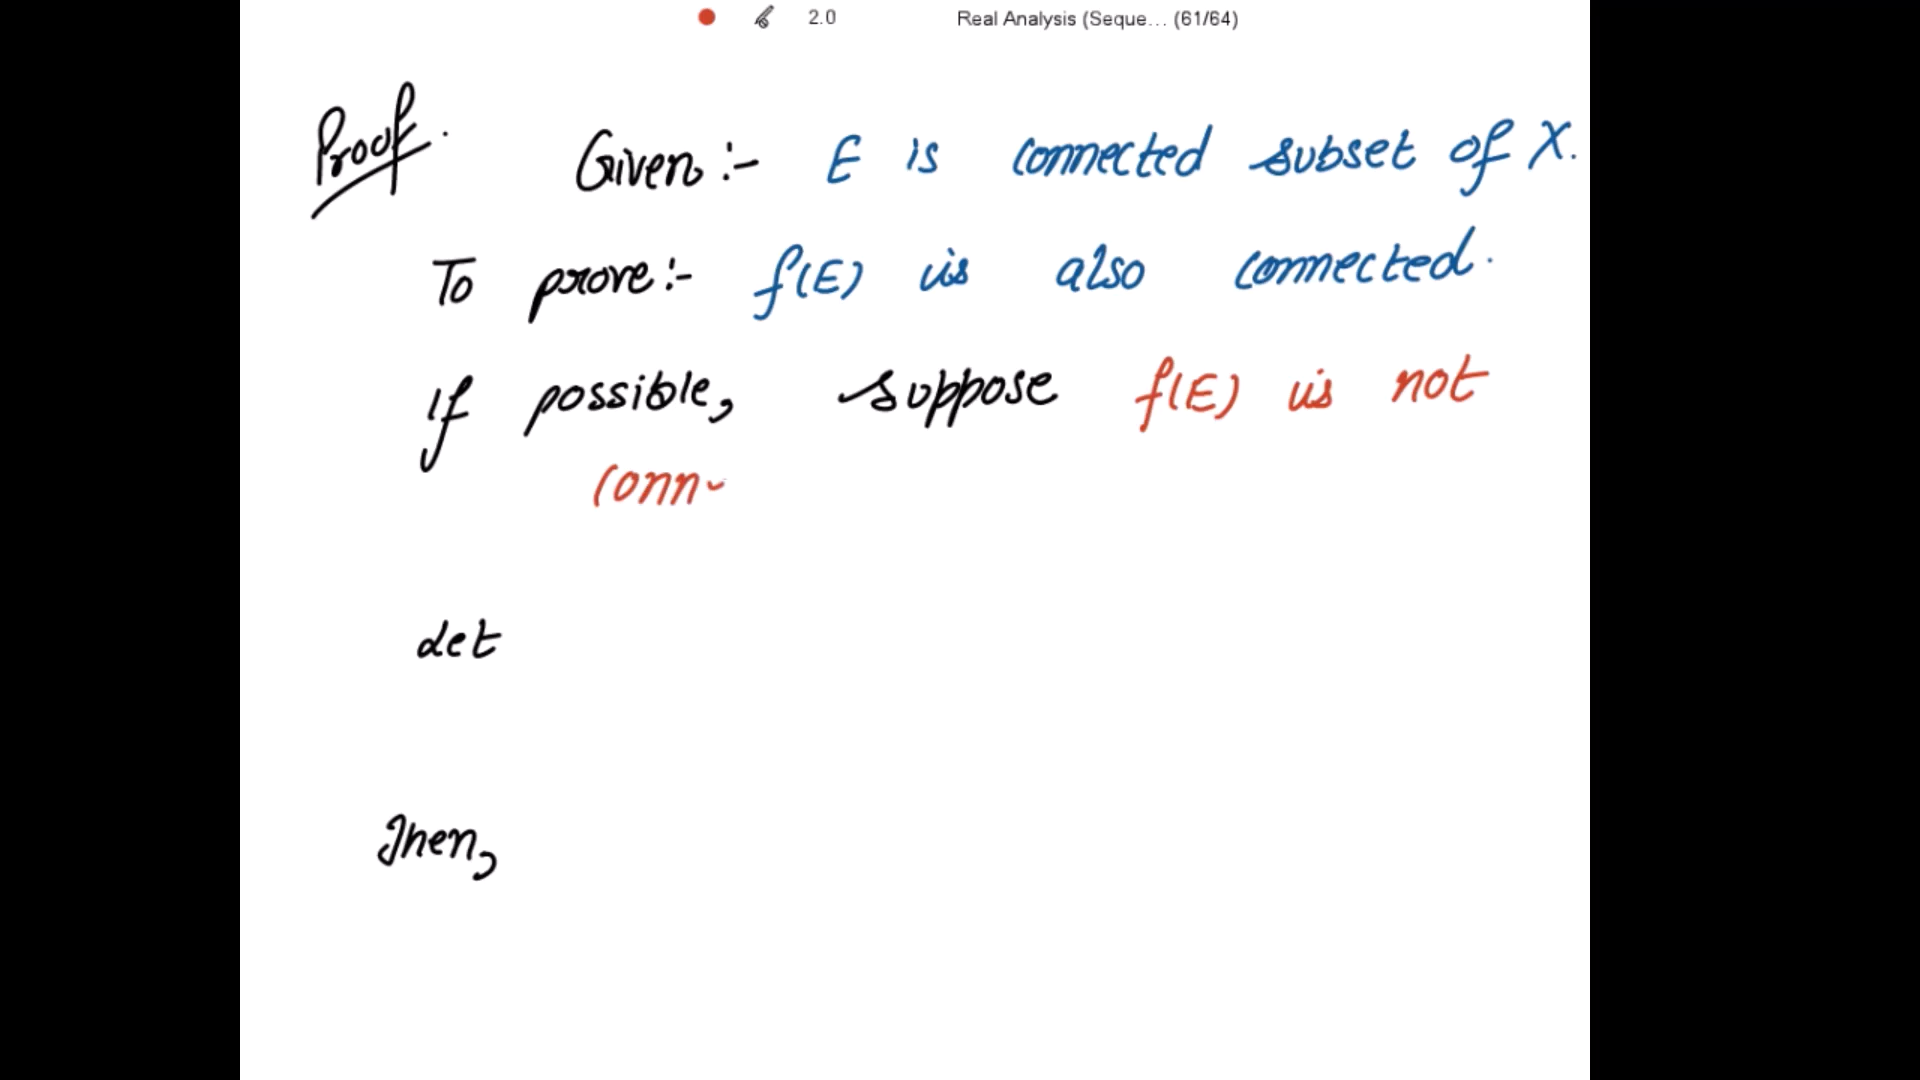 2.0 Real Analysis (Seque... (61/64)
Proof. Given :- E is connected subset of X.
To prove :- f(E) is also connected.
If possible, suppose f(E) is not
conn
Let
Then,